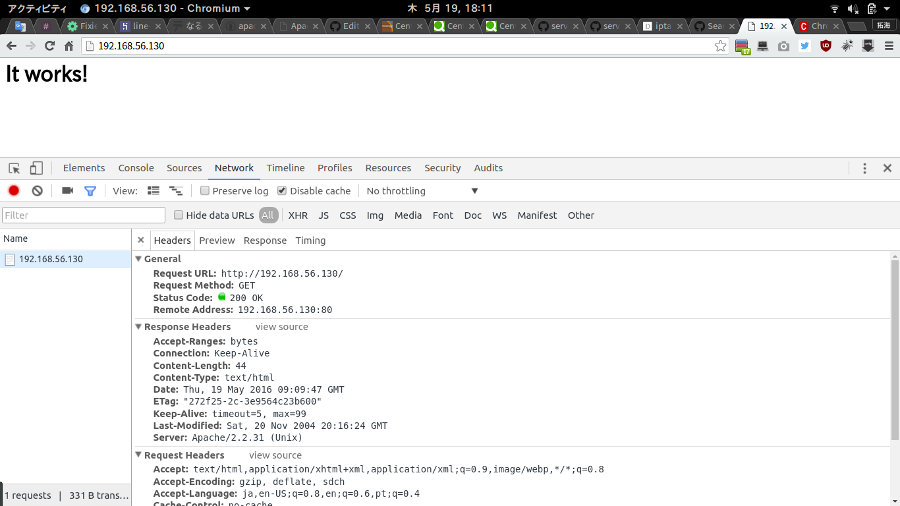 アクティビティ 192.168.56.130 - Chromium ▾ 木 5月 19, 18:11
# Fixi line なる apa Apa Edit Cen Cen Cen serv serv ipta Sea 192. Chr 拓海
192.168.56.130
It works!
Elements Console Sources Network Timeline Profiles Resources Security Audits
View: Preserve log Disable cache No throttling ▼
Filter Hide data URLs All XHR JS CSS Img Media Font Doc WS Manifest Other
Name × Headers Preview Response Timing
192.168.56.130
▼ General
Request URL: http://192.168.56.130/
Request Method: GET
Status Code: 200 OK
Remote Address: 192.168.56.130:80
▼ Response Headers view source
Accept-Ranges: bytes
Connection: Keep-Alive
Content-Length: 44
Content-Type: text/html
Date: Thu, 19 May 2016 09:09:47 GMT
ETag: "272f25-2c-3e9564c23b600"
Keep-Alive: timeout=5, max=99
Last-Modified: Sat, 20 Nov 2004 20:16:24 GMT
Server: Apache/2.2.31 (Unix)
▼ Request Headers view source
Accept: text/html,application/xhtml+xml,application/xml;q=0.9,image/webp,*/*;q=0.8
Accept-Encoding: gzip, deflate, sdch
Accept-Language: ja,en-US;q=0.8,en;q=0.6,pt;q=0.4
Cache-Control: no-cache
1 requests | 331 B trans…